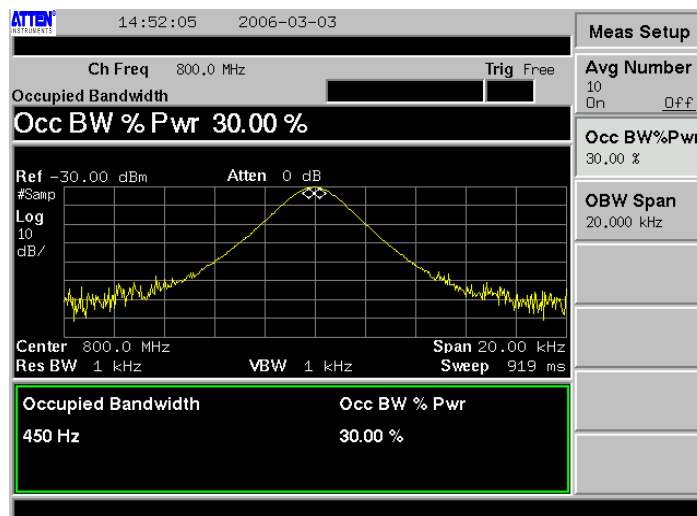 ATTEN®
INSTRUMENTS
14:52:05 2006-03-03
Meas Setup
Ch Freq 800.0 MHz Trig Free
Occupied Bandwidth
Avg Number
10
On Off
Occ BW % Pwr 30.00 %
Occ BW%Pwr
30.00 %
Ref -30.00 dBm Atten 0 dB
#Samp
Log
10
dB/
OBW Span
20.000 kHz
Center 800.0 MHz Span 20.00 kHz
Res BW 1 kHz VBW 1 kHz Sweep 919 ms
Occupied Bandwidth Occ BW % Pwr
450 Hz 30.00 %